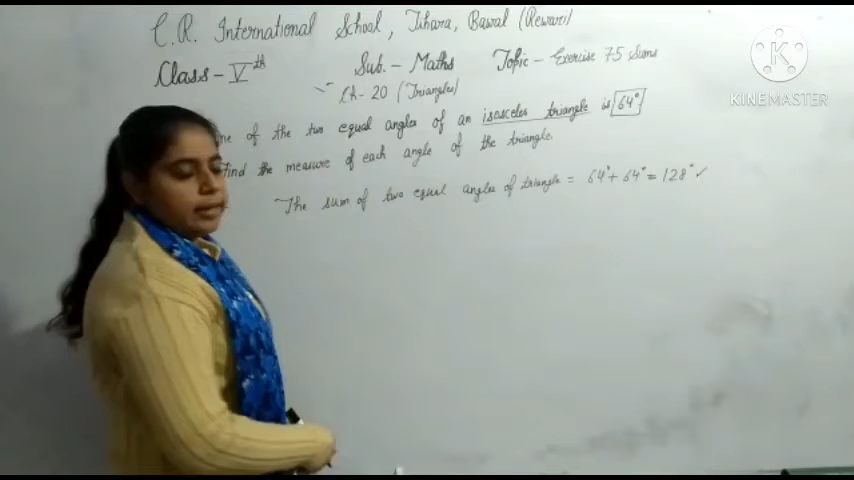 C.R. International School, Jihara, Bawal (Rewari)
Class - Vth Sub. - Maths Topic - Exercise 75 Sums
Ch - 20 (Triangles)
One of the two equal angles of an isosceles triangle is 64°
Find the measure of each angle of the triangle.
The sum of two equal angles of triangle = 64° + 64° = 128° ✓
KINEMASTER